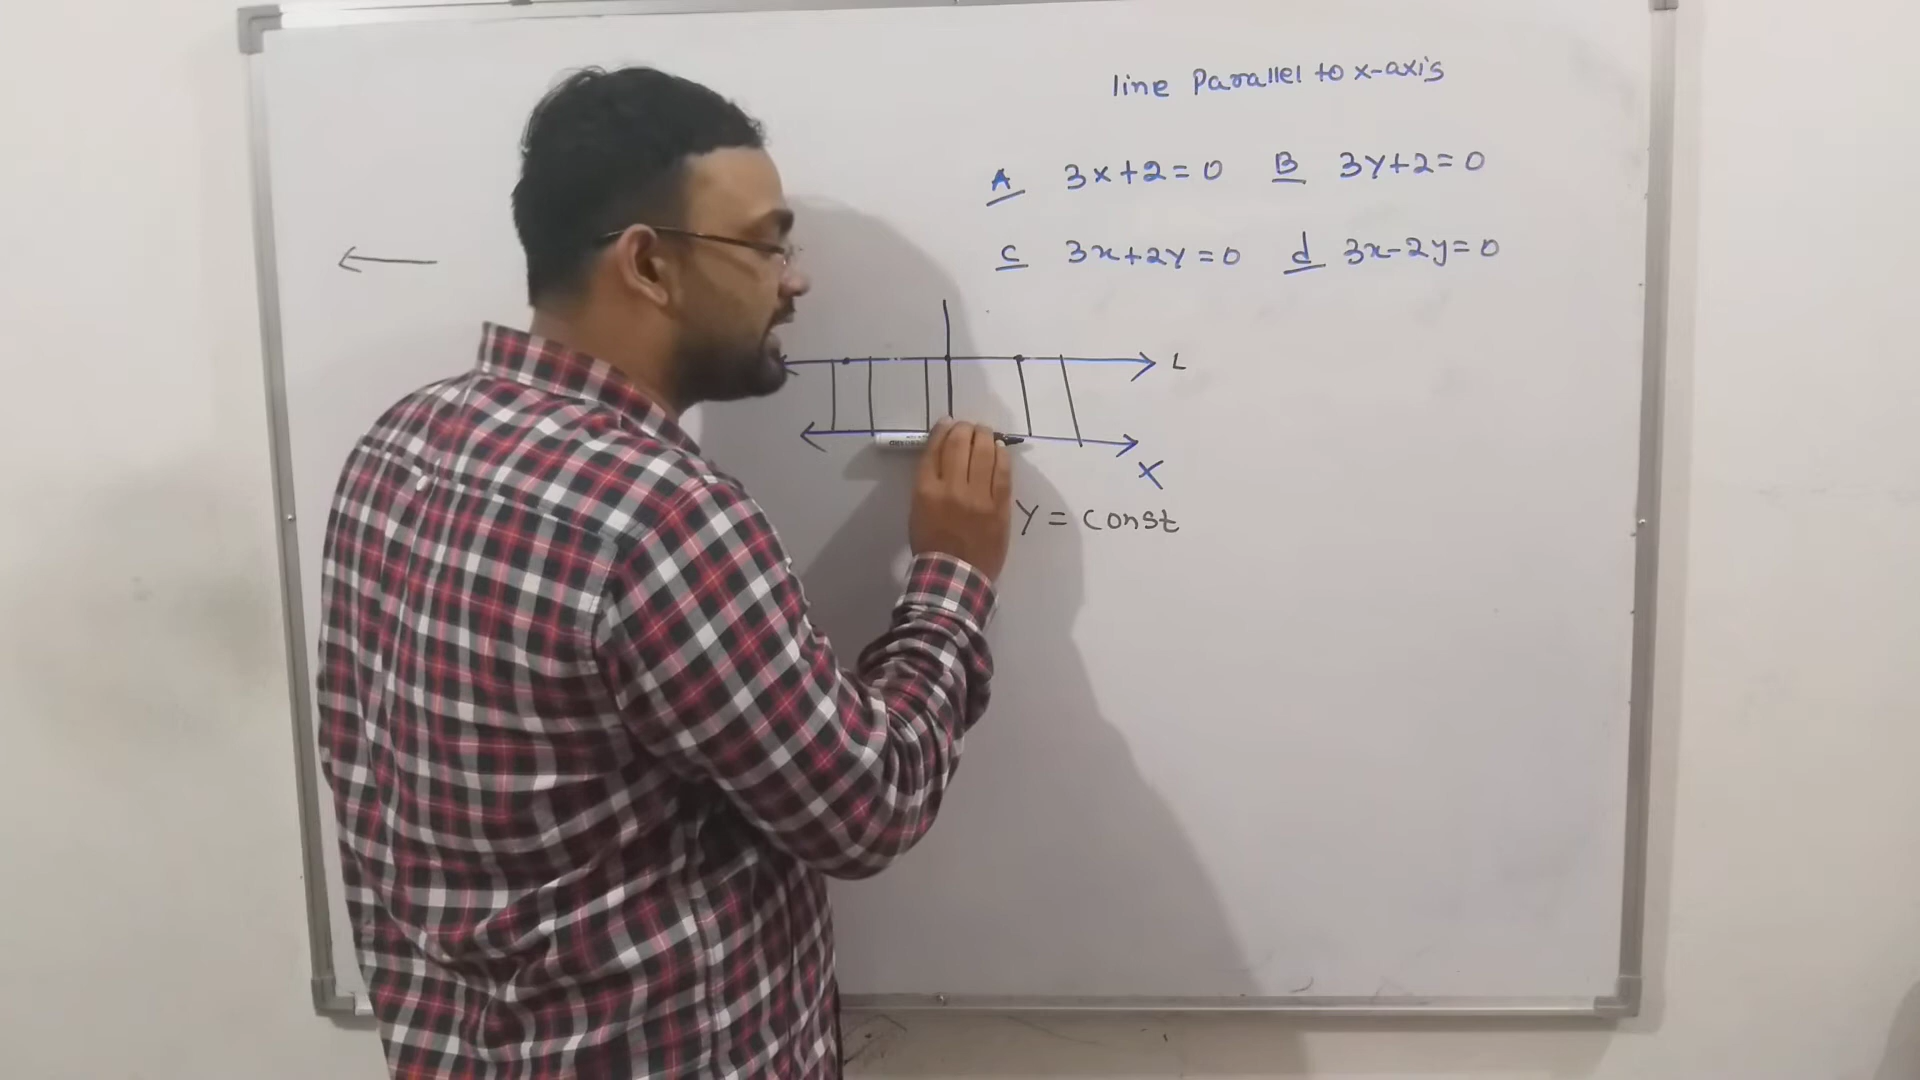 line Parallel to x-axis
A 3x+2=0 B 3y+2=0
c 3x+2y=0 d 3x-2y=0
L
X
Y = const